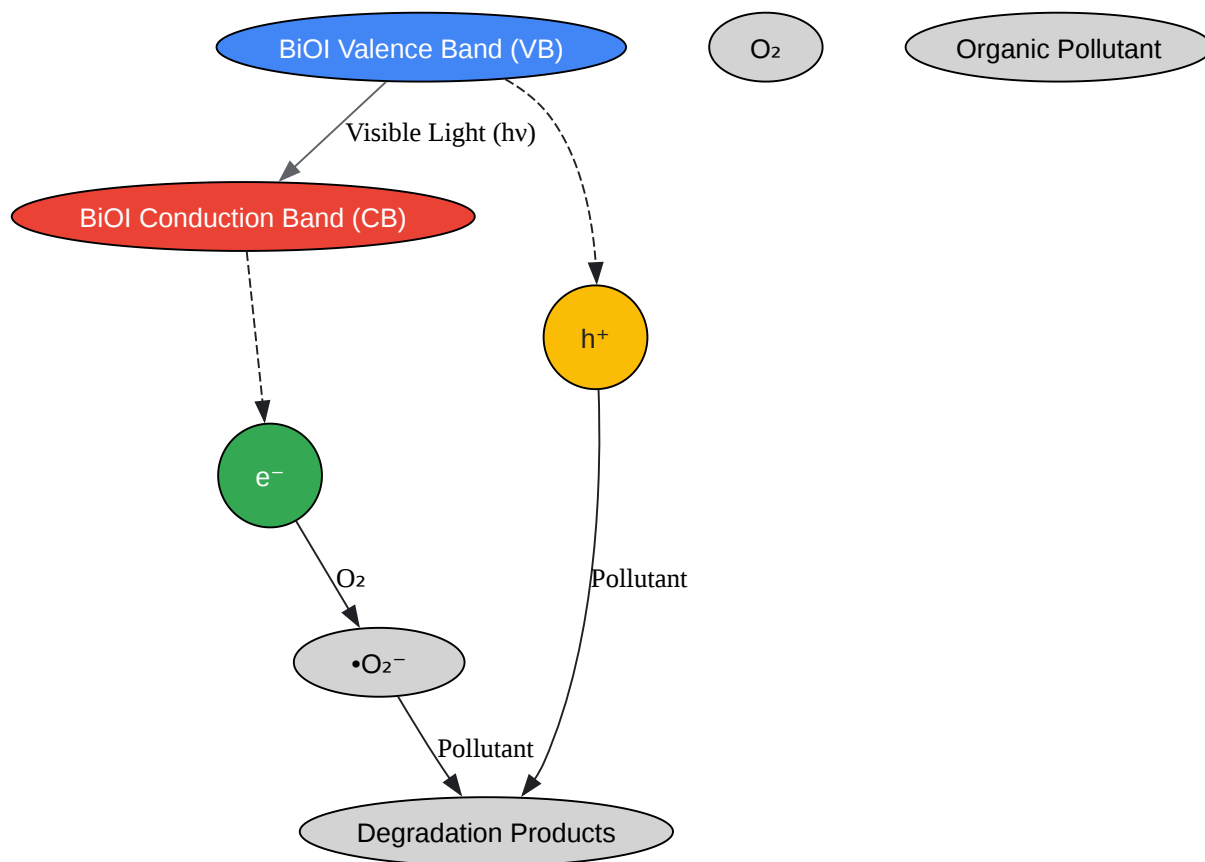 BiOI Valence Band (VB)
O₂
Organic Pollutant
Visible Light (hν)
BiOI Conduction Band (CB)
h⁺
e⁻
O₂
Pollutant
•O₂⁻
Pollutant
Degradation Products